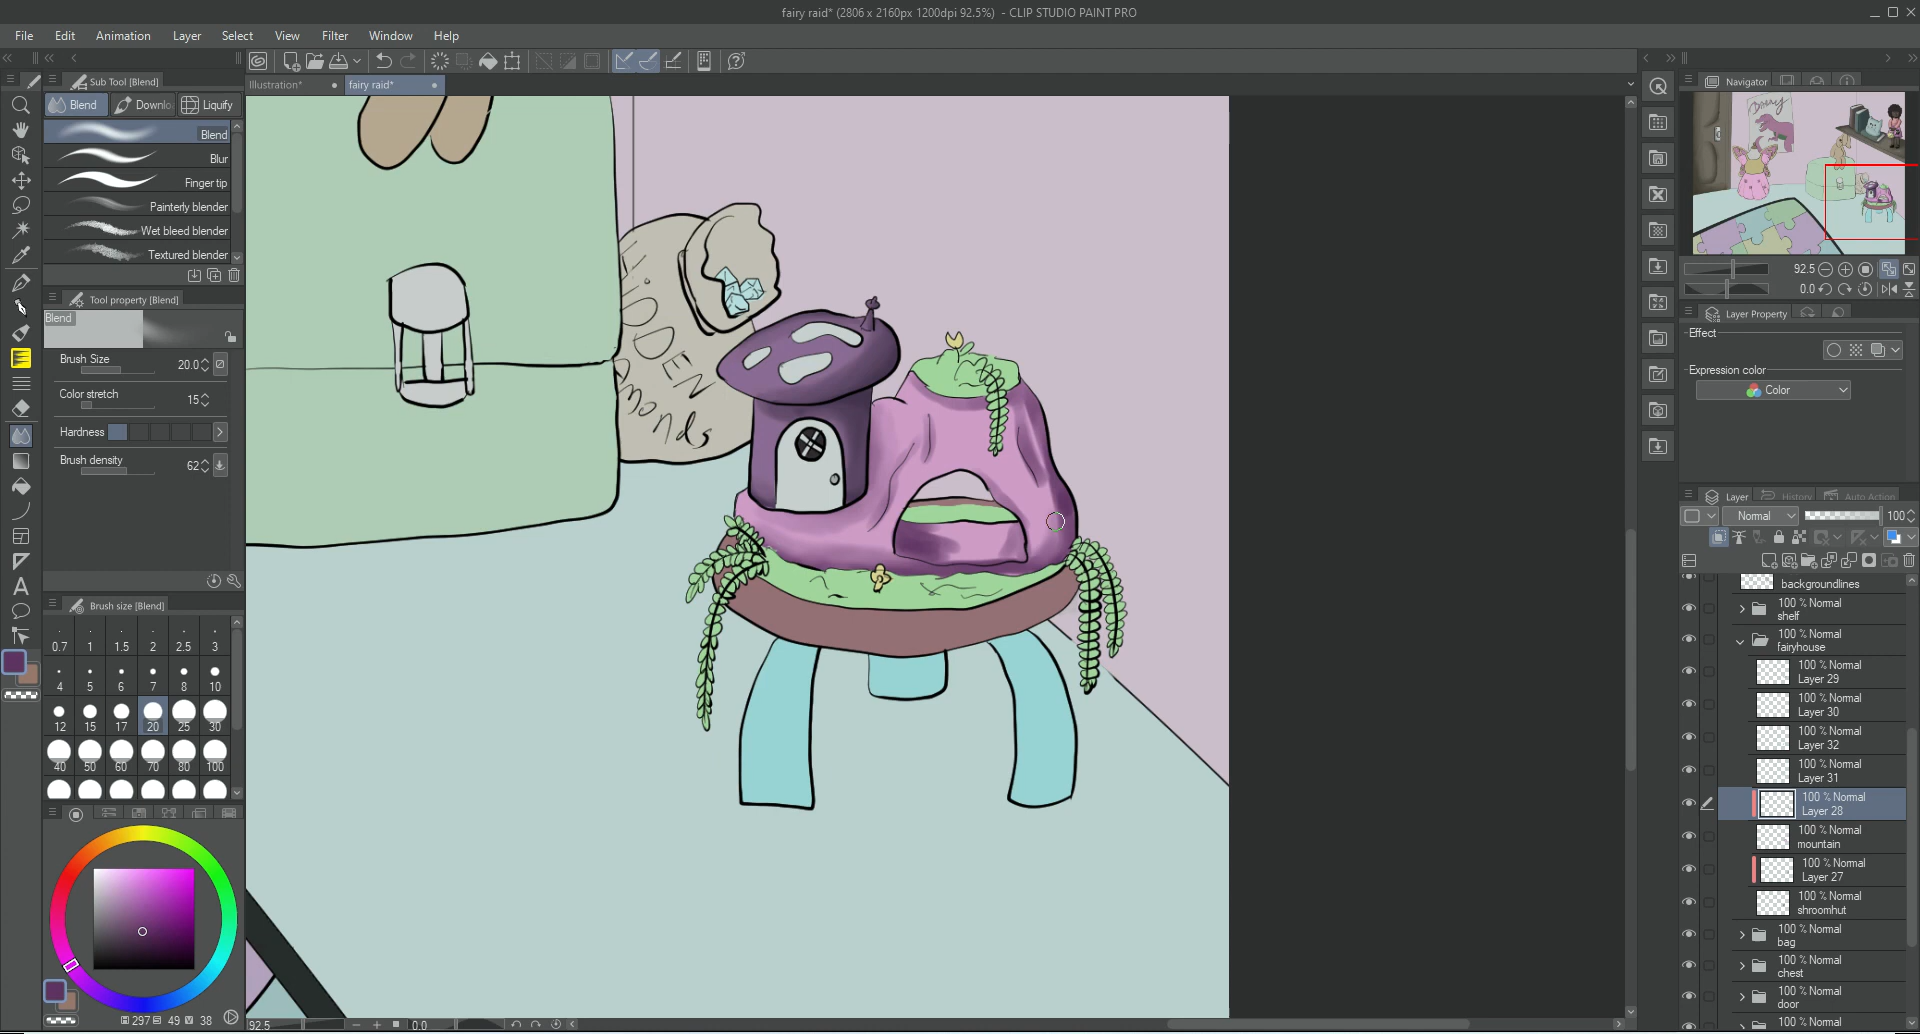 fairy raid* (2806 x 2160px 1200dpi 92.5%) - CLIP STUDIO PAINT PRO
File Edit Animation Layer Select View Filter Window Help
Sub Tool [Blend]
Blend Downlo Liquify
Blend
Blur
Finger tip
Painterly blender
Wet bleed blender
Textured blender
Tool property [Blend]
Blend
Brush Size 20.0
Color stretch 15
Hardness
Brush density 62
Brush size [Blend]
0.7 1 1.5 2 2.5 3
4 5 6 7 8 10
12 15 17 20 25 30
40 50 60 70 80 100
297 49 38
Illustration* fairy raid*
92.5 0.0
Navigator
92.5
0.0
Layer Property
Effect
Expression color
Color
Layer History Auto Action
Normal 100
backgroundlines
100 % Normal
shelf
100 % Normal
fairyhouse
100 % Normal
Layer 29
100 % Normal
Layer 30
100 % Normal
Layer 32
100 % Normal
Layer 31
100 % Normal
Layer 28
100 % Normal
mountain
100 % Normal
Layer 27
100 % Normal
shroomhut
100 % Normal
bag
100 % Normal
chest
100 % Normal
door
100 % Normal